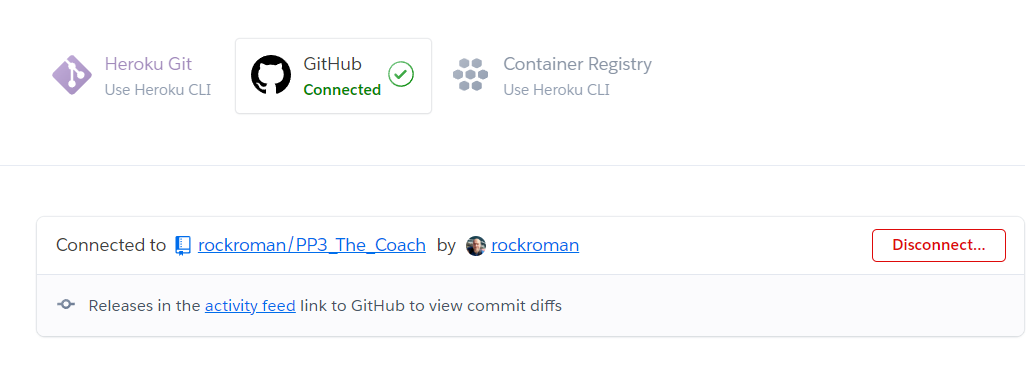 Heroku Git
Use Heroku CLI
GitHub
Connected
Container Registry
Use Heroku CLI
Connected to rockroman/PP3_The_Coach by rockroman
Disconnect...
Releases in the activity feed link to GitHub to view commit diffs